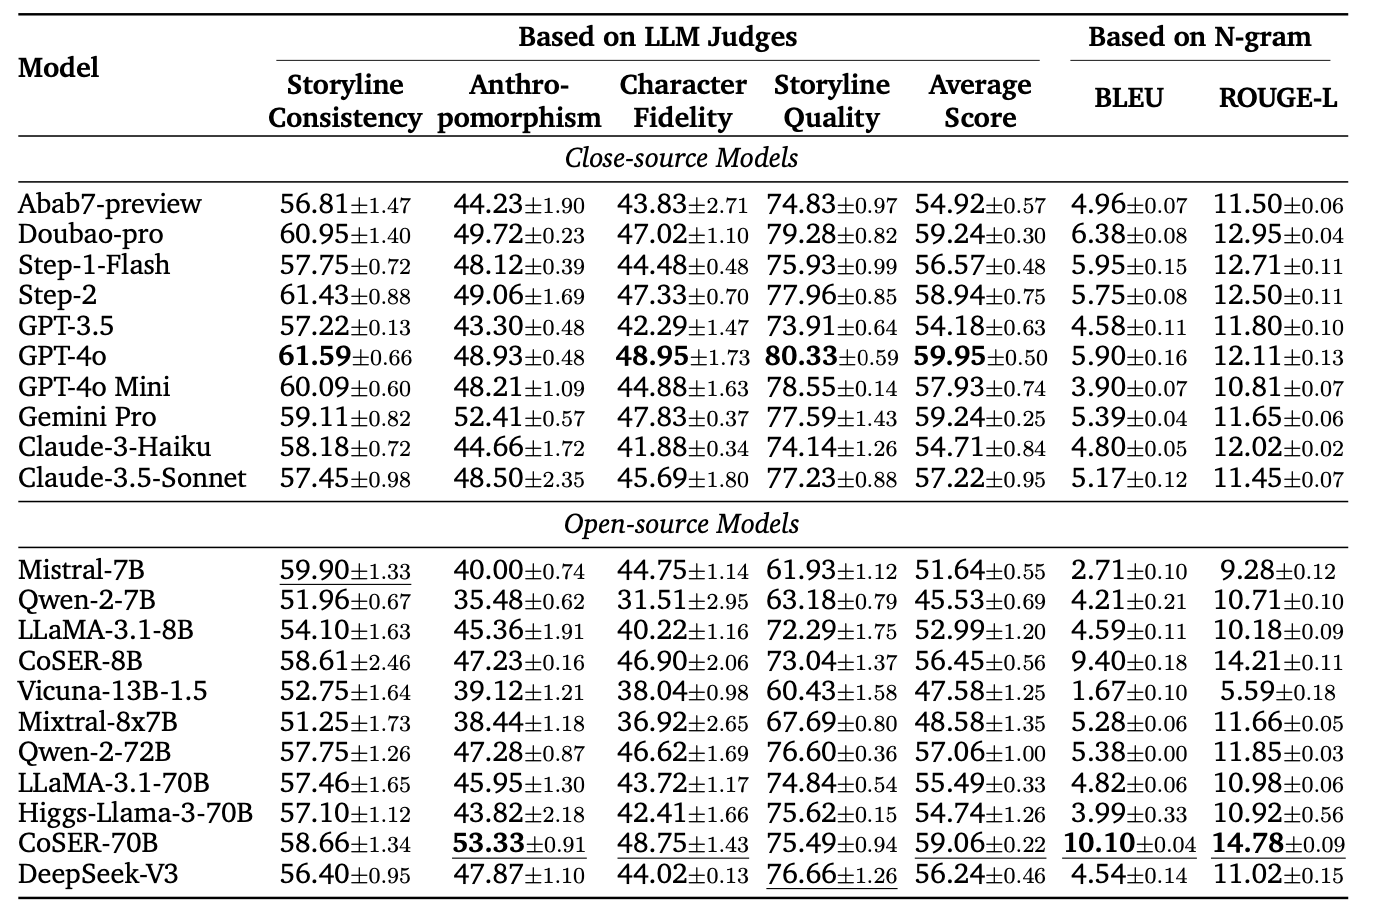 Model Based on LLM Judges Based on N-gram
Storyline Consistency Anthro-pomorphism Character Fidelity Storyline Quality Average Score BLEU ROUGE-L
Close-source Models
Abab7-preview 56.81±1.47 44.23±1.90 43.83±2.71 74.83±0.97 54.92±0.57 4.96±0.07 11.50±0.06
Doubao-pro 60.95±1.40 49.72±0.23 47.02±1.10 79.28±0.82 59.24±0.30 6.38±0.08 12.95±0.04
Step-1-Flash 57.75±0.72 48.12±0.39 44.48±0.48 75.93±0.99 56.57±0.48 5.95±0.15 12.71±0.11
Step-2 61.43±0.88 49.06±1.69 47.33±0.70 77.96±0.85 58.94±0.75 5.75±0.08 12.50±0.11
GPT-3.5 57.22±0.13 43.30±0.48 42.29±1.47 73.91±0.64 54.18±0.63 4.58±0.11 11.80±0.10
GPT-4o 61.59±0.66 48.93±0.48 48.95±1.73 80.33±0.59 59.95±0.50 5.90±0.16 12.11±0.13
GPT-4o Mini 60.09±0.60 48.21±1.09 44.88±1.63 78.55±0.14 57.93±0.74 3.90±0.07 10.81±0.07
Gemini Pro 59.11±0.82 52.41±0.57 47.83±0.37 77.59±1.43 59.24±0.25 5.39±0.04 11.65±0.06
Claude-3-Haiku 58.18±0.72 44.66±1.72 41.88±0.34 74.14±1.26 54.71±0.84 4.80±0.05 12.02±0.02
Claude-3.5-Sonnet 57.45±0.98 48.50±2.35 45.69±1.80 77.23±0.88 57.22±0.95 5.17±0.12 11.45±0.07
Open-source Models
Mistral-7B 59.90±1.33 40.00±0.74 44.75±1.14 61.93±1.12 51.64±0.55 2.71±0.10 9.28±0.12
Qwen-2-7B 51.96±0.67 35.48±0.62 31.51±2.95 63.18±0.79 45.53±0.69 4.21±0.21 10.71±0.10
LLaMA-3.1-8B 54.10±1.63 45.36±1.91 40.22±1.16 72.29±1.75 52.99±1.20 4.59±0.11 10.18±0.09
CoSER-8B 58.61±2.46 47.23±0.16 46.90±2.06 73.04±1.37 56.45±0.56 9.40±0.18 14.21±0.11
Vicuna-13B-1.5 52.75±1.64 39.12±1.21 38.04±0.98 60.43±1.58 47.58±1.25 1.67±0.10 5.59±0.18
Mixtral-8x7B 51.25±1.73 38.44±1.18 36.92±2.65 67.69±0.80 48.58±1.35 5.28±0.06 11.66±0.05
Qwen-2-72B 57.75±1.26 47.28±0.87 46.62±1.69 76.60±0.36 57.06±1.00 5.38±0.00 11.85±0.03
LLaMA-3.1-70B 57.46±1.65 45.95±1.30 43.72±1.17 74.84±0.54 55.49±0.33 4.82±0.06 10.98±0.06
Higgs-Llama-3-70B 57.10±1.12 43.82±2.18 42.41±1.66 75.62±0.15 54.74±1.26 3.99±0.33 10.92±0.56
CoSER-70B 58.66±1.34 53.33±0.91 48.75±1.43 75.49±0.94 59.06±0.22 10.10±0.04 14.78±0.09
DeepSeek-V3 56.40±0.95 47.87±1.10 44.02±0.13 76.66±1.26 56.24±0.46 4.54±0.14 11.02±0.15